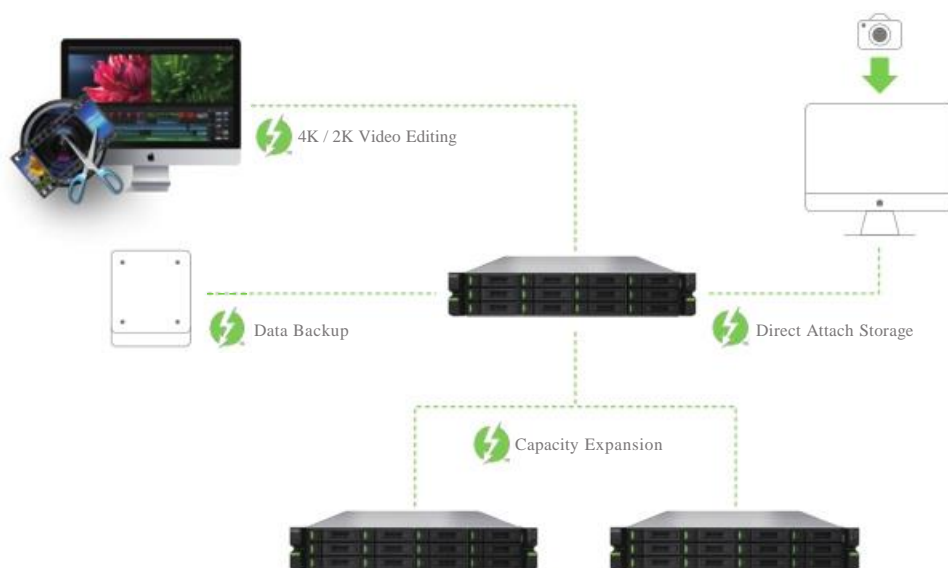 4K / 2K Video Editing
Data Backup
Direct Attach Storage
Capacity Expansion